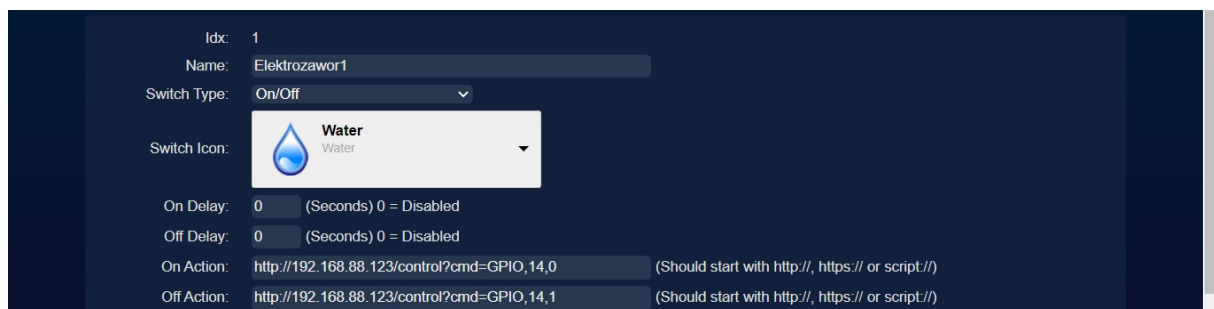 Idx: 1
Name: Elektrozawor1
Switch Type: On/Off
Water
Switch Icon: Water
On Delay: 0 (Seconds) 0 = Disabled
Off Delay: 0 (Seconds) 0 = Disabled
On Action: http://192.168.88.123/control?cmd=GPIO,14,0 (Should start with http://, https:// or script://)
Off Action: http://192.168.88.123/control?cmd=GPIO,14,1 (Should start with http://, https:// or script://)